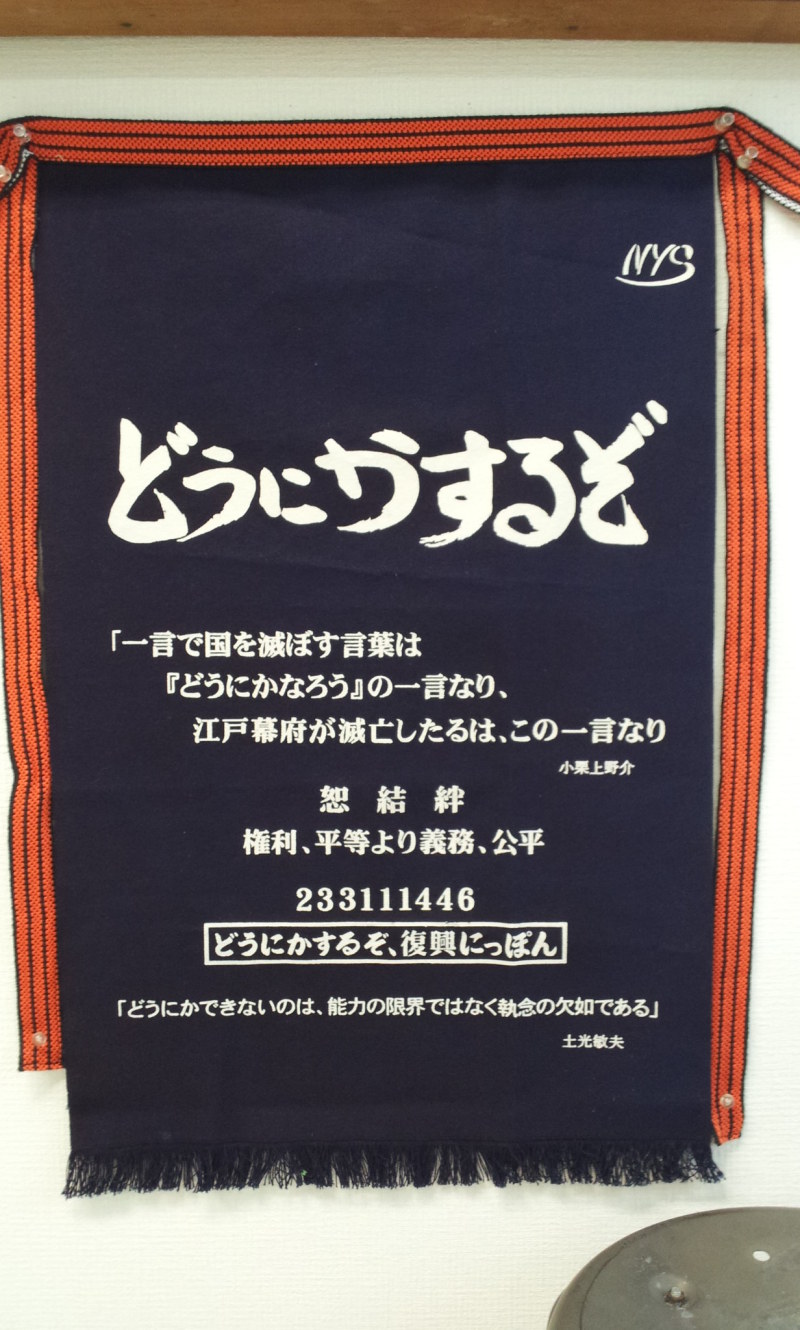 NYS
どうにかするぞ
「一言で国を滅ぼす言葉は
『どうにかなろう』の一言なり、
江戸幕府が滅亡したるは、この一言なり
小栗上野介
恕 結 絆
権利、平等より義務、公平
233111446
どうにかするぞ、復興にっぽん
「どうにかできないのは、能力の限界ではなく執念の欠如である」
土光敏夫